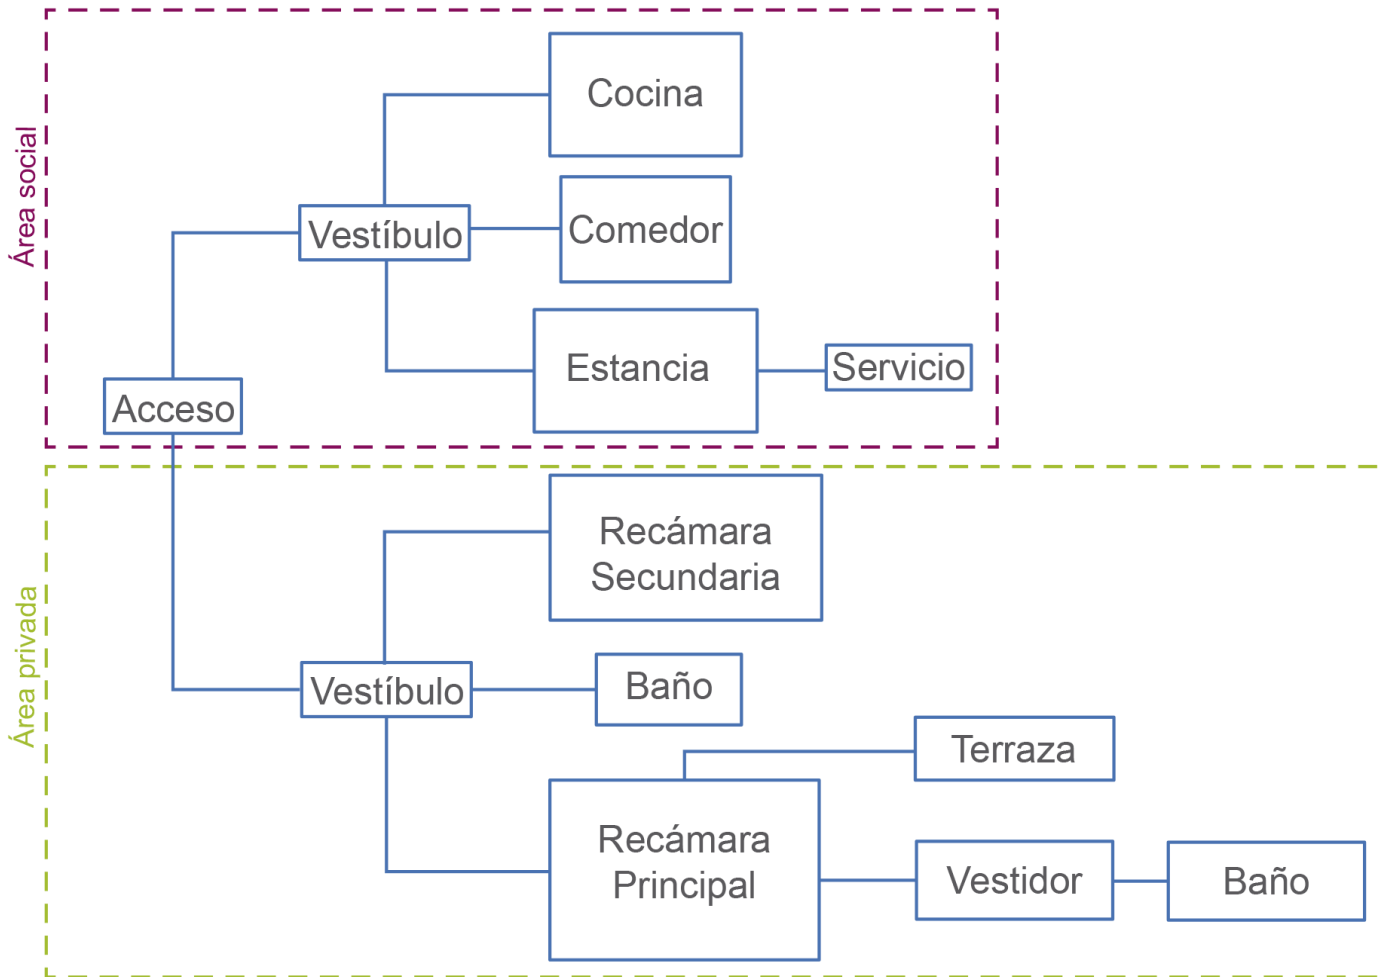 Área social
Cocina
Vestíbulo
Comedor
Estancia
Servicio
Acceso
Área privada
Recámara
Secundaria
Vestíbulo
Baño
Terraza
Recámara
Principal
Vestidor
Baño